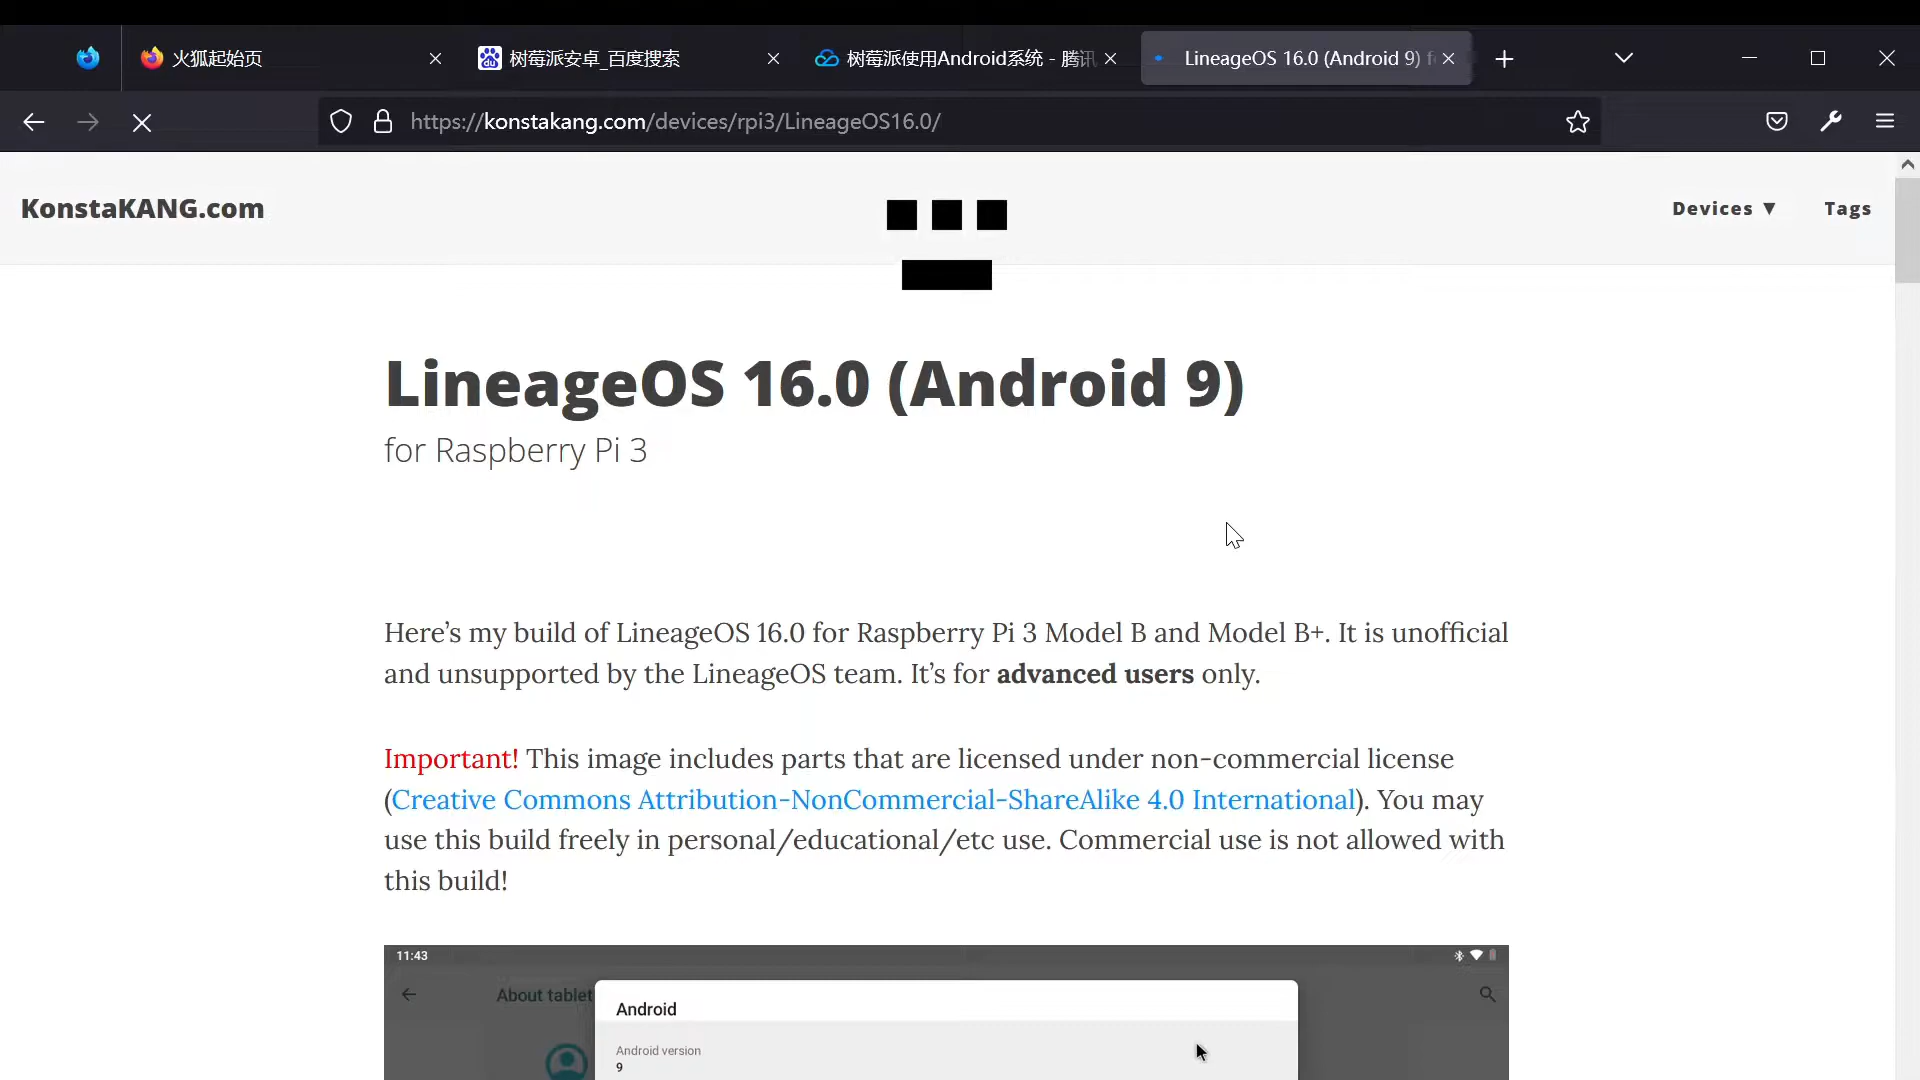 火狐起始页
树莓派安卓_百度搜索
树莓派使用Android系统 - 腾讯
LineageOS 16.0 (Android 9) f
https://konstakang.com/devices/rpi3/LineageOS16.0/
KonstaKANG.com
Devices ▼
Tags
LineageOS 16.0 (Android 9)
for Raspberry Pi 3
Here’s my build of LineageOS 16.0 for Raspberry Pi 3 Model B and Model B+. It is unofficial
and unsupported by the LineageOS team. It’s for advanced users only.
Important! This image includes parts that are licensed under non-commercial license
(Creative Commons Attribution-NonCommercial-ShareAlike 4.0 International). You may
use this build freely in personal/educational/etc use. Commercial use is not allowed with
this build!
11:43
About tablet
Android
Android version
9